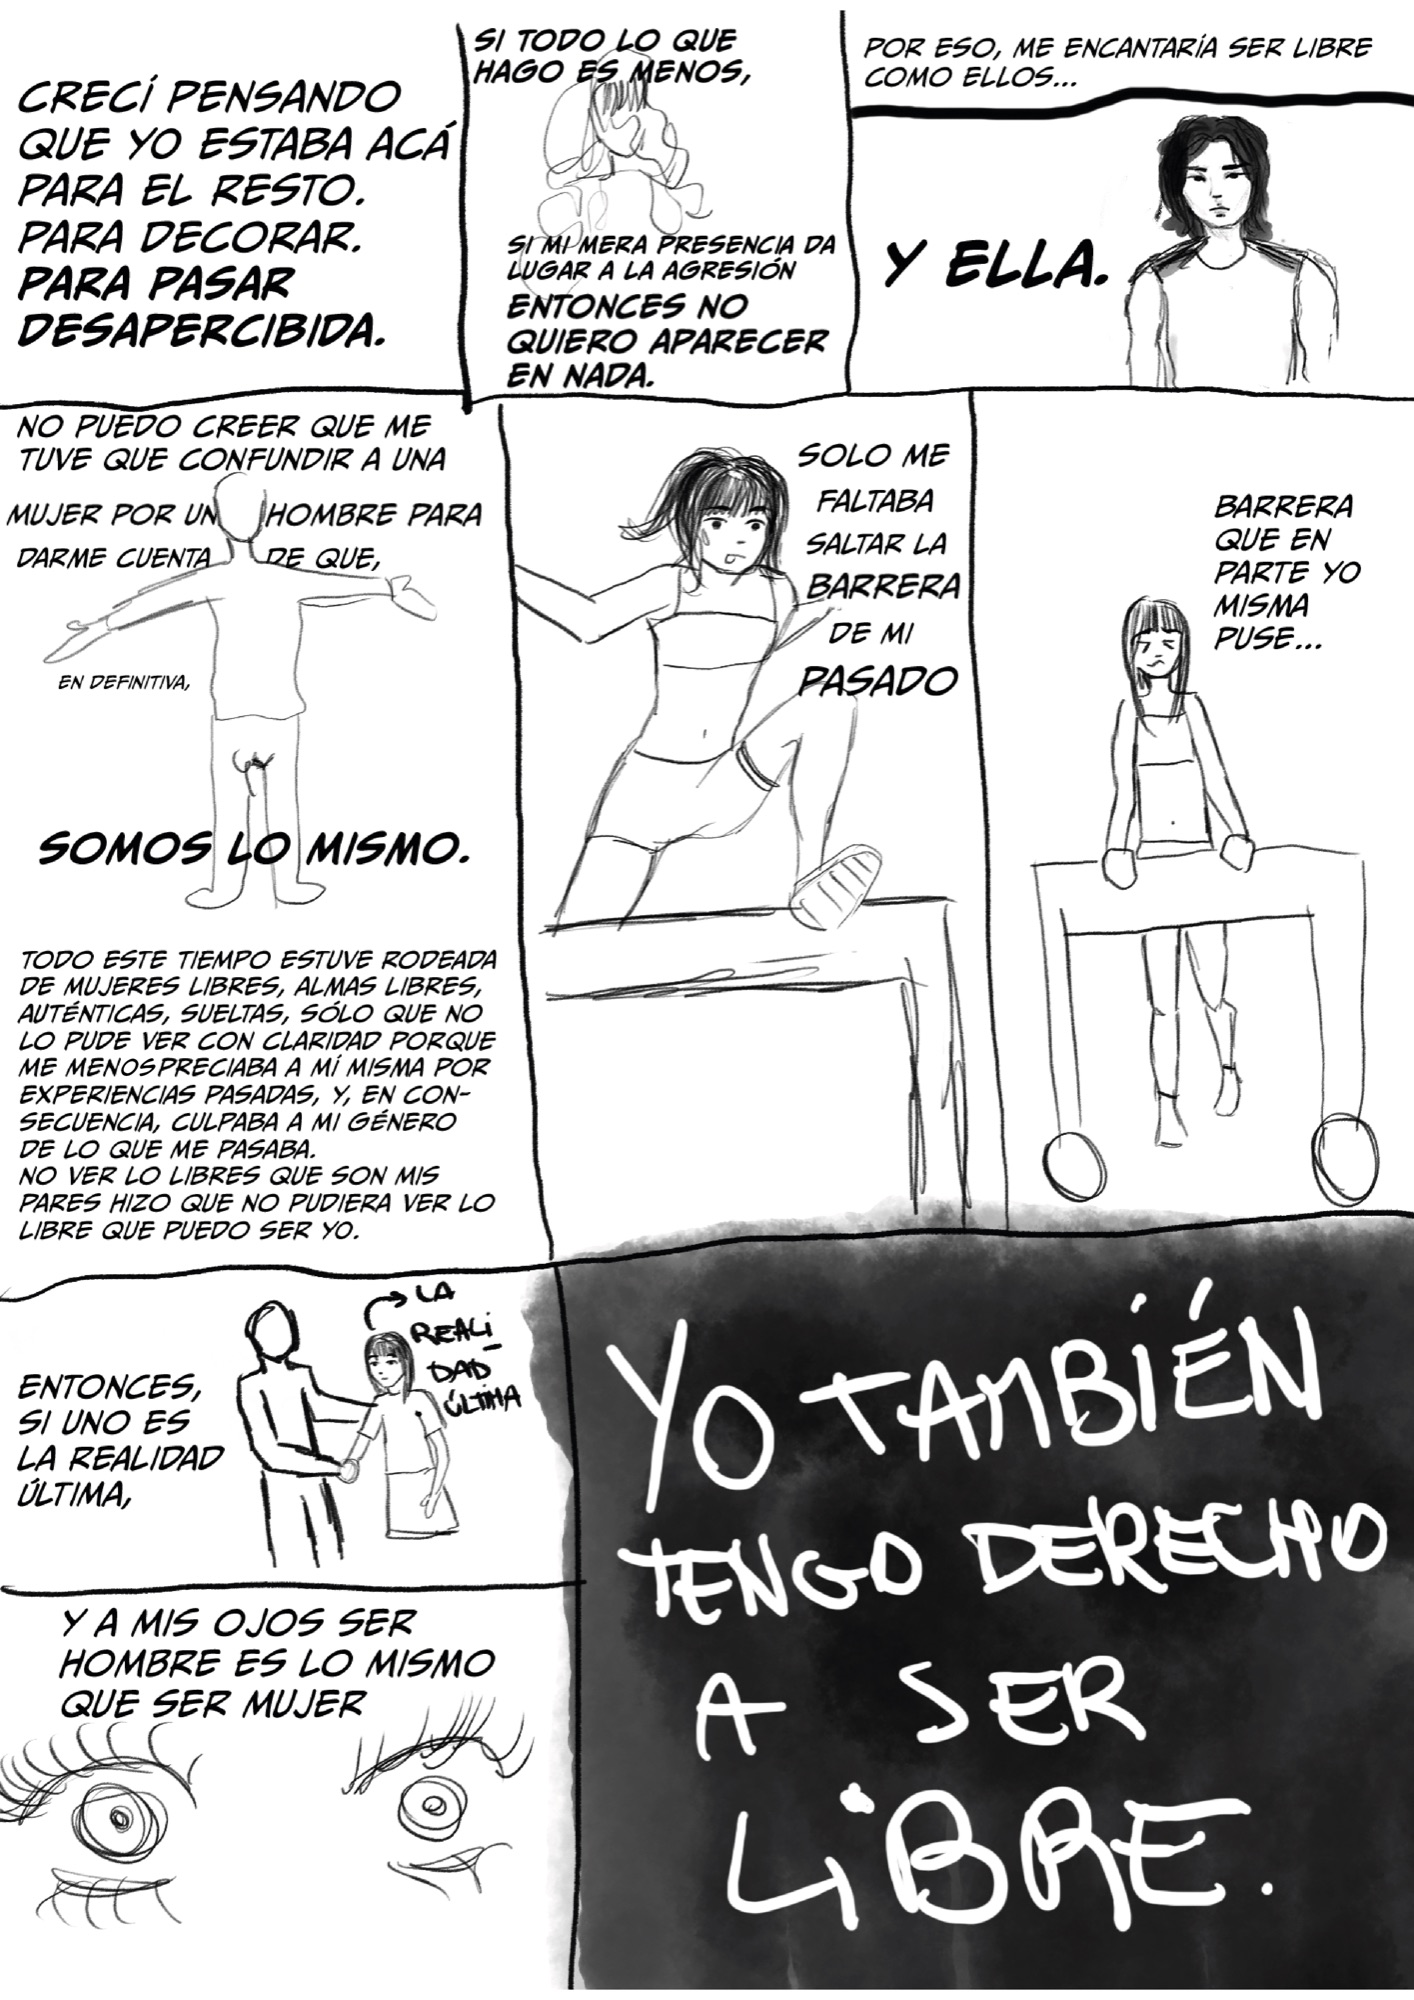 CRECÍ PENSANDO
QUE YO ESTABA ACÁ
PARA EL RESTO.
PARA DECORAR.
PARA PASAR
DESAPERCIBIDA.
SI TODO LO QUE
HAGO ES MENOS,
SI MI MERA PRESENCIA DA
LUGAR A LA AGRESIÓN
ENTONCES NO
QUIERO APARECER
EN NADA.
POR ESO, ME ENCANTARÍA SER LIBRE
COMO ELLOS...
Y ELLA.
NO PUEDO CREER QUE ME
TUVE QUE CONFUNDIR A UNA
MUJER POR UN HOMBRE PARA
DARME CUENTA DE QUE,
EN DEFINITIVA,
SOMOS LO MISMO.
TODO ESTE TIEMPO ESTUVE RODEADA
DE MUJERES LIBRES, ALMAS LIBRES,
AUTÉNTICAS, SUELTAS, SÓLO QUE NO
LO PUDE VER CON CLARIDAD PORQUE
ME MENOSPRECIABA A MÍ MISMA POR
EXPERIENCIAS PASADAS, Y, EN CON-
SECUENCIA, CULPABA A MI GÉNERO
DE LO QUE ME PASABA.
NO VER LO LIBRES QUE SON MIS
PARES HIZO QUE NO PUDIERA VER LO
LIBRE QUE PUEDO SER YO.
SOLO ME
FALTABA
SALTAR LA
BARRERA
DE MI
PASADO
BARRERA
QUE EN
PARTE YO
MISMA
PUSE...
ENTONCES,
SI UNO ES
LA REALIDAD
ÚLTIMA,
LA
REALI-
DAD
ÚLTIMA
Y A MIS OJOS SER
HOMBRE ES LO MISMO
QUE SER MUJER
YO TAMBIÉN
TENGO DERECHO
A SER
LIBRE.